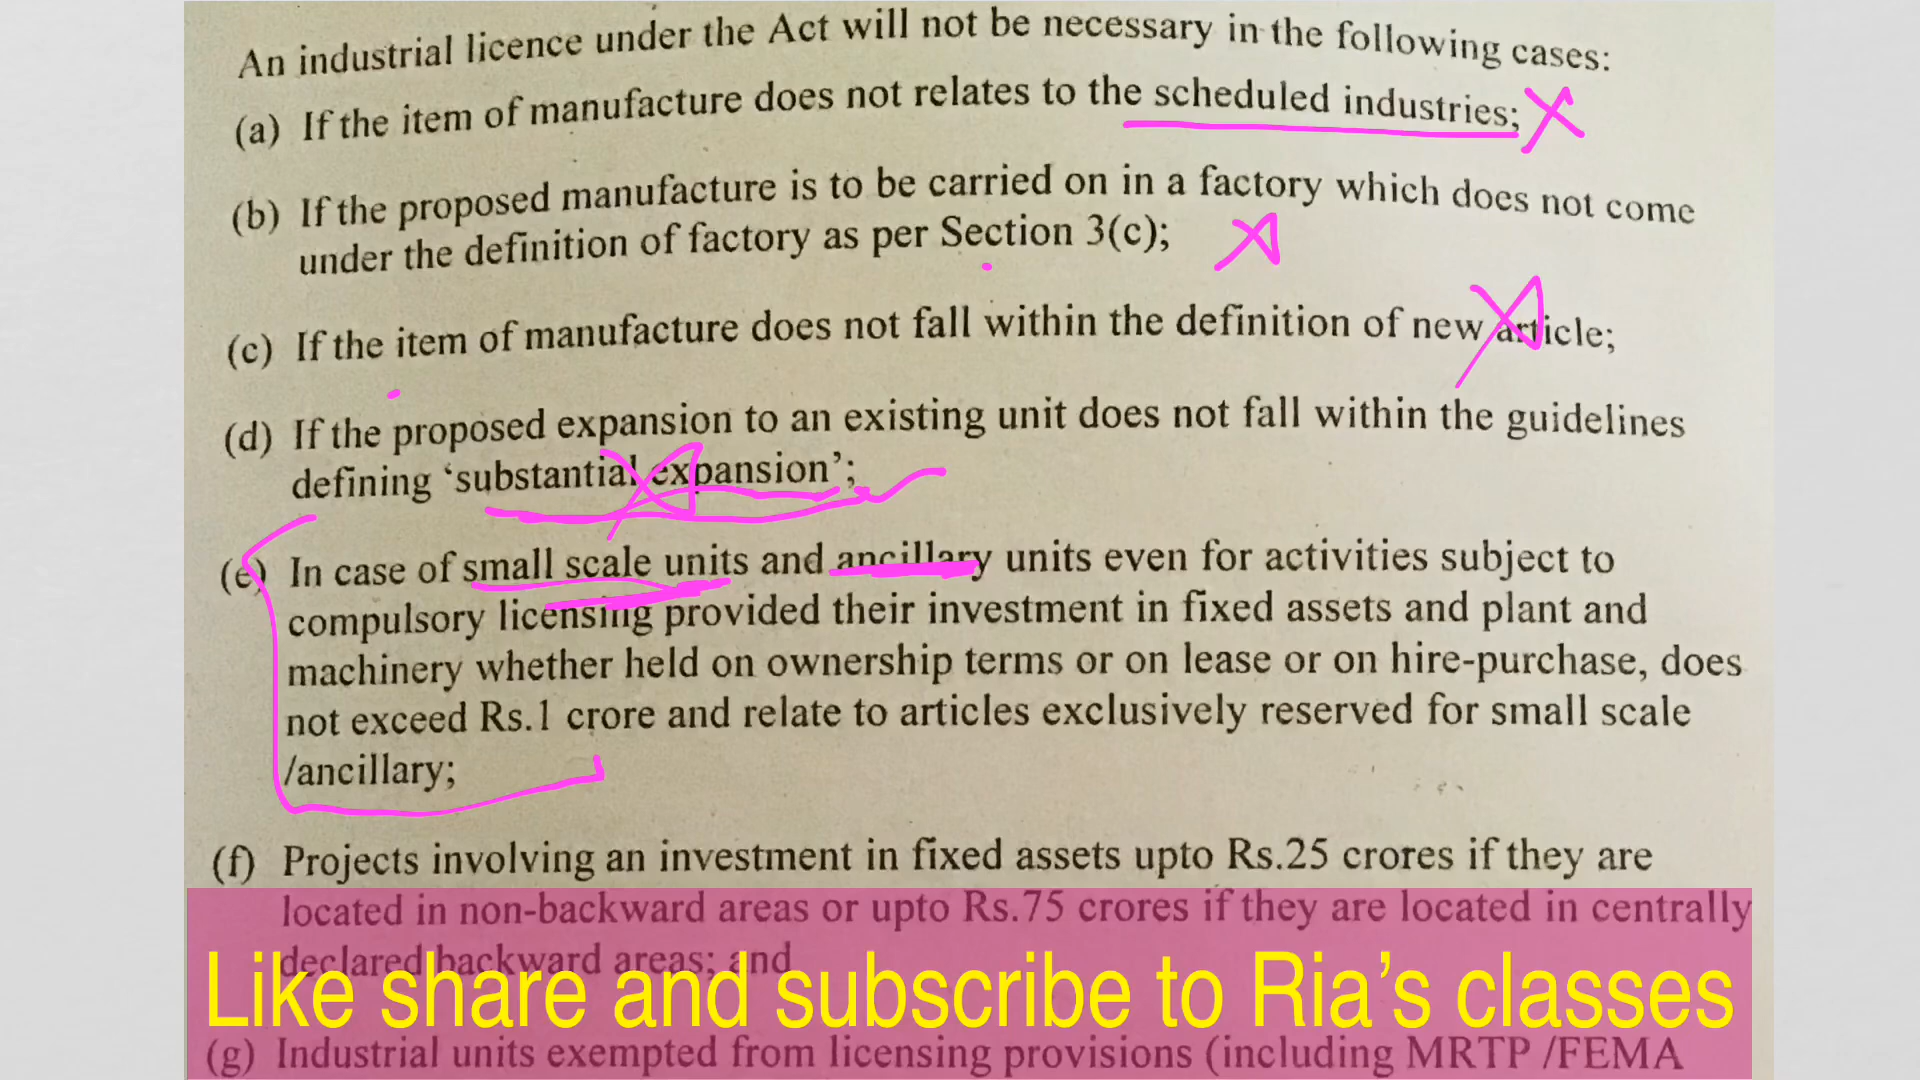 An industrial licence under the Act will not be necessary in the following cases:
(a) If the item of manufacture does not relates to the scheduled industries;
(b) If the proposed manufacture is to be carried on in a factory which does not come
under the definition of factory as per Section 3(c);
(c) If the item of manufacture does not fall within the definition of new article;
(d) If the proposed expansion to an existing unit does not fall within the guidelines
defining ‘substantial expansion’;
(e) In case of small scale units and ancillary units even for activities subject to
compulsory licensing provided their investment in fixed assets and plant and
machinery whether held on ownership terms or on lease or on hire-purchase, does
not exceed Rs.1 crore and relate to articles exclusively reserved for small scale
/ancillary;
(f) Projects involving an investment in fixed assets upto Rs.25 crores if they are
located in non-backward areas or upto Rs.75 crores if they are located in centrally
declared backward areas; and
Like share and subscribe to Ria’s classes
(g) Industrial units exempted from licensing provisions (including MRTP /FEMA